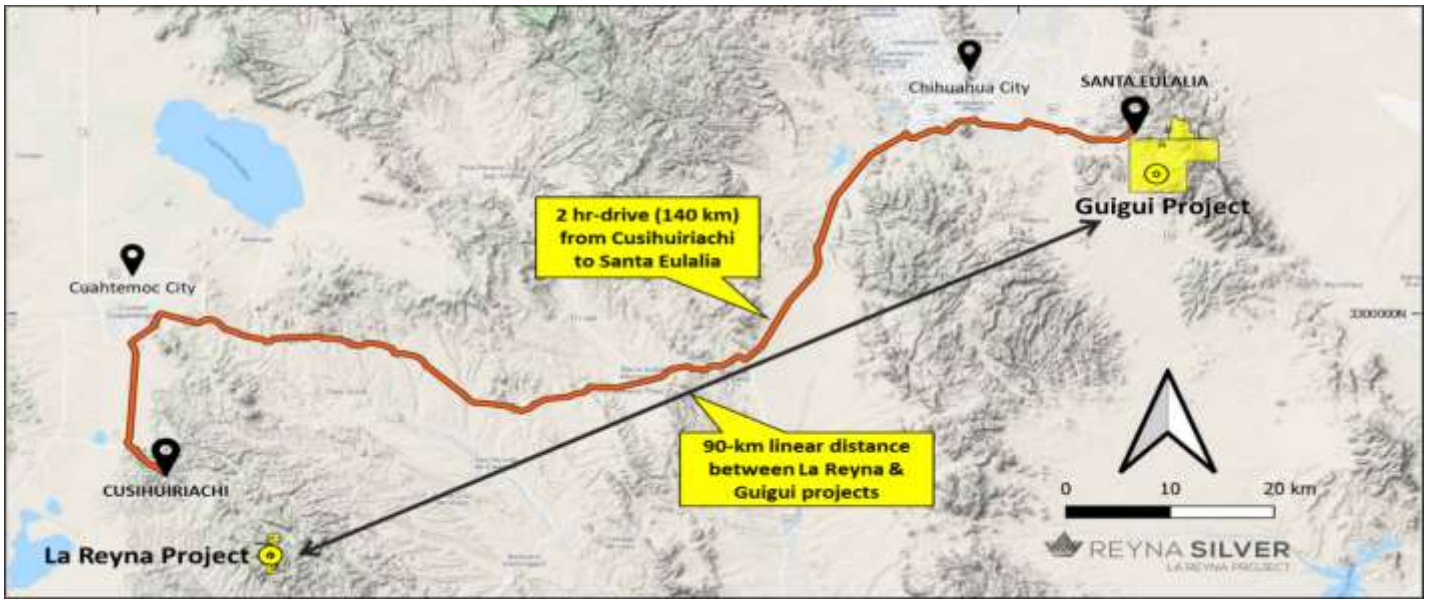 Chihuahua City
SANTA EULALIA
2 hr-drive (140 km)
from Cusihuiriachi
to Santa Eulalia
Guigui Project
Cuahtemoc City
3300000N
90-km linear distance
between La Reyna &
Guigui projects
CUSIHUIRIACHI
0 10 20 km
La Reyna Project
REYNA SILVER
LA REYNA PROJECT